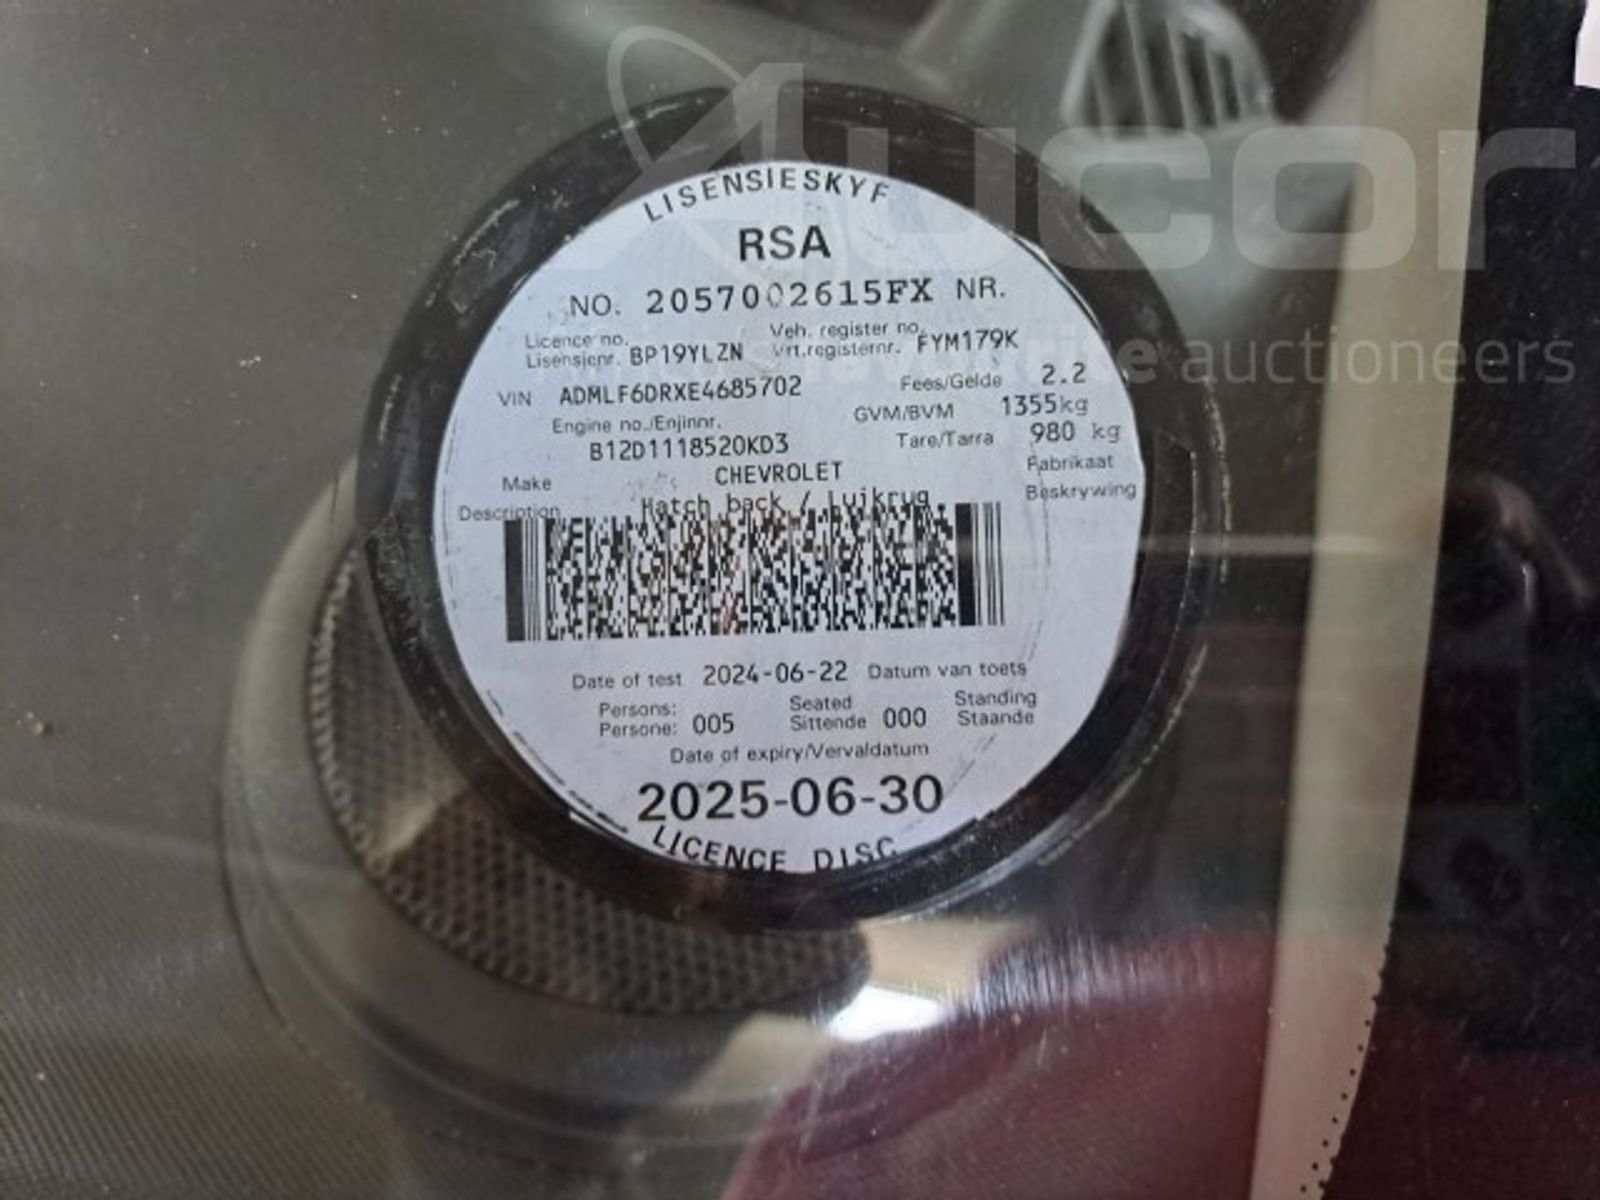 Aucor
LISENSIESKYF
RSA
NO. 2057002615FX NR.
Licence no. Veh. register no.
Lisensienr. BP19YLZN Vrt.registernr. FYM179K
VIN ADMLF6DRXE4685702 Fees/Gelde 2.2
Engine no./Enjinnr. GVM/BVM 1355kg
B12D1118520KD3 Tare/Tarra 980 kg
Make CHEVROLET Fabrikaat
Description Hatch back / Luikrug Beskrywing
auctioneers
Date of test 2024-06-22 Datum van toets
Persons: Seated Standing
Persone: 005 Sittende 000 Staande
Date of expiry/Vervaldatum
2025-06-30
LICENCE DISC